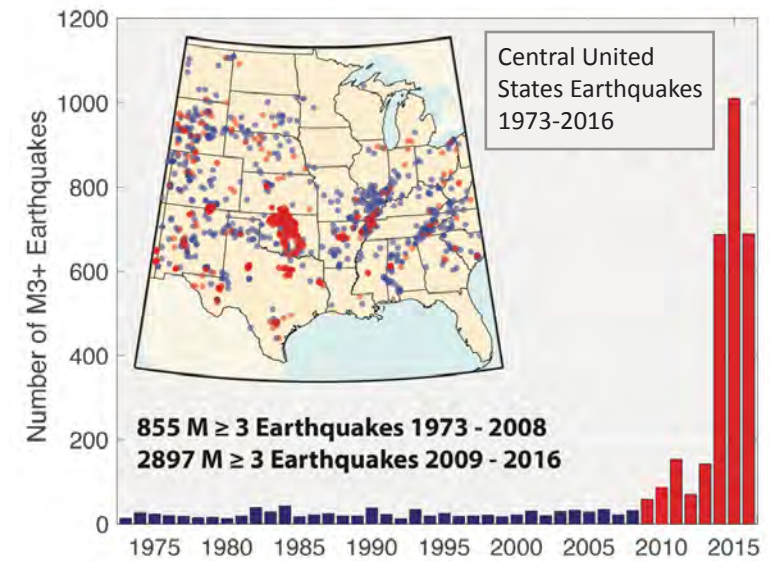 1200
1000
800
600
400
200
0
Number of M3+ Earthquakes
Central United
States Earthquakes
1973-2016
855 M ≥ 3 Earthquakes 1973 - 2008
2897 M ≥ 3 Earthquakes 2009 - 2016
1975 1980 1985 1990 1995 2000 2005 2010 2015